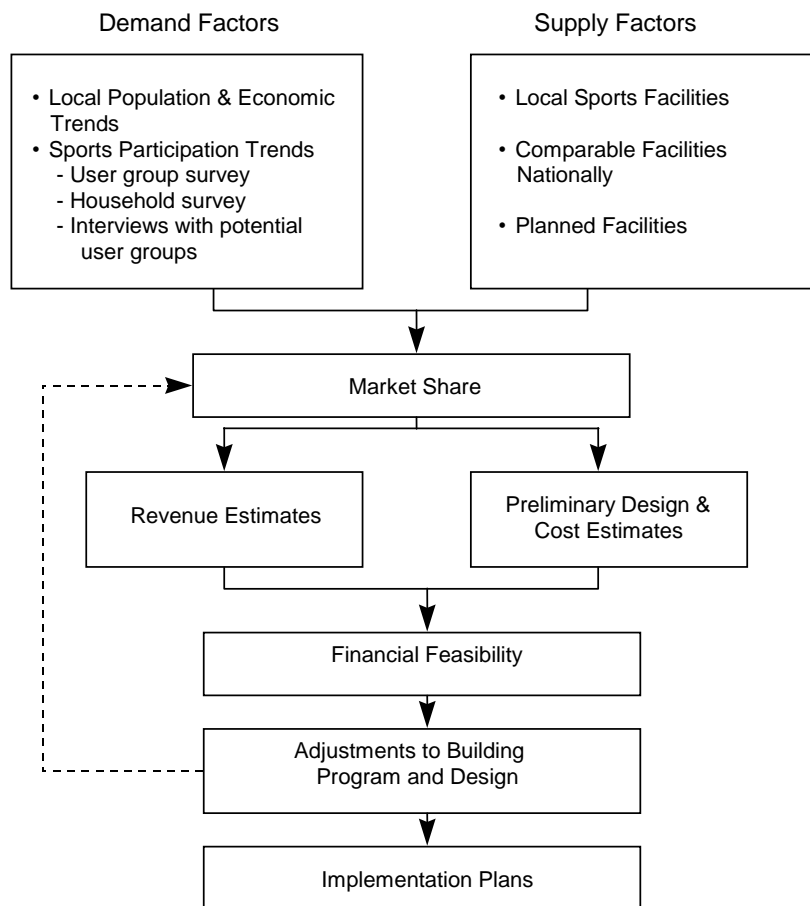 Demand Factors
Supply Factors
• Local Population & Economic
Trends
• Sports Participation Trends
- User group survey
- Household survey
- Interviews with potential
user groups
• Local Sports Facilities
• Comparable Facilities
Nationally
• Planned Facilities
Market Share
Revenue Estimates
Preliminary Design &
Cost Estimates
Financial Feasibility
Adjustments to Building
Program and Design
Implementation Plans